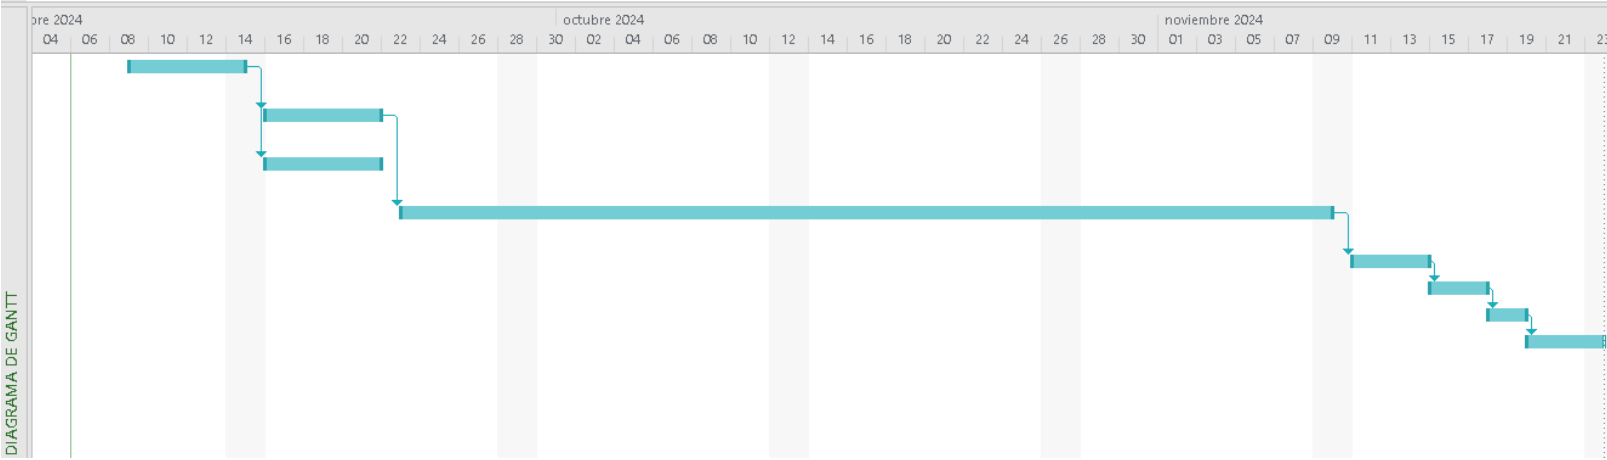 bre 2024 octubre 2024 noviembre 2024
04 06 08 10 12 14 16 18 20 22 24 26 28 30 02 04 06 08 10 12 14 16 18 20 22 24 26 28 30 01 03 05 07 09 11 13 15 17 19 21 23
DIAGRAMA DE GANTT